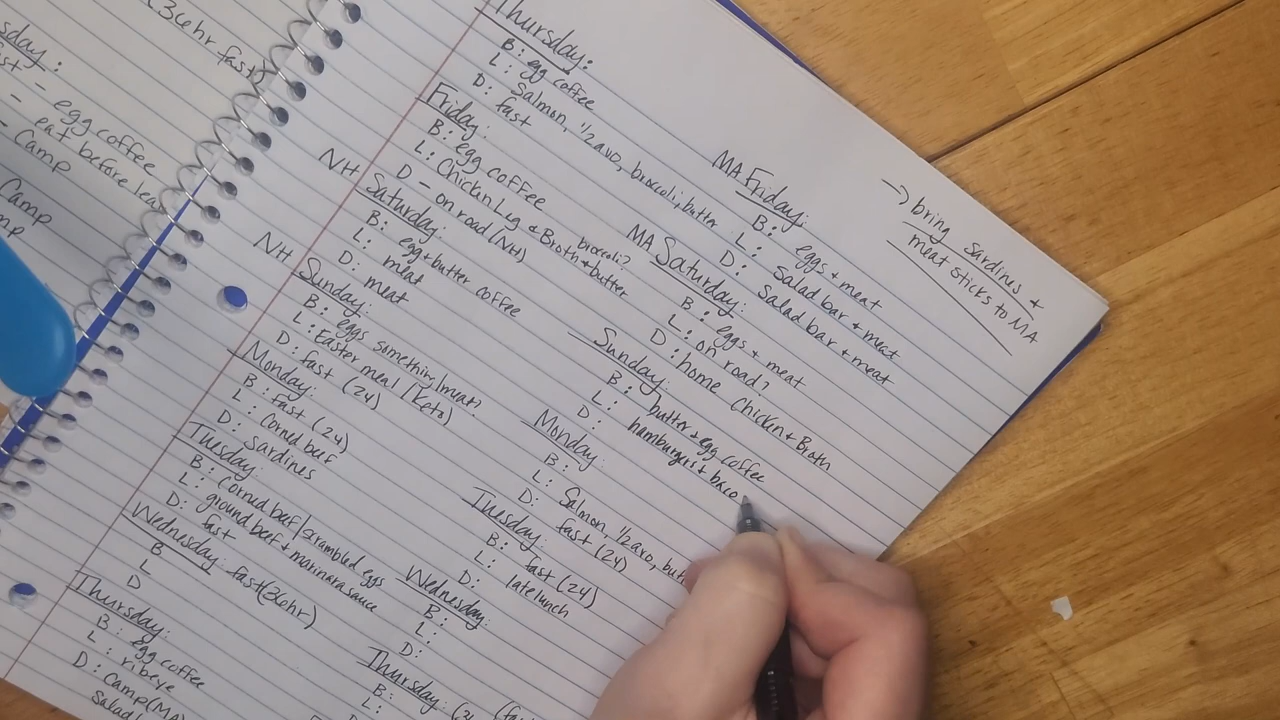 (36hr fast)
sday:
st - egg coffee
- eat before lea
- Camp
Camp
mp
Thursday:
B: egg coffee
L: Salmon, 1/2 avo, broccoli, butter
D: fast
Friday:
B: egg coffee
L: Chicken Leg & Broth + butter
broccoli?
D - on road (NH)
NH Saturday:
B: egg + butter coffee
L: meat
D: meat
NH Sunday:
B: eggs something/meat?
L: Easter meal (Keto)
D: fast (24)
Monday:
B: fast (24)
L: Corned beef
D: Sardines
Tuesday:
B: Corned beef/scrambled eggs
L: ground beef + marinara sauce
D: fast
Wednesday: fast (36hr)
B
L
D
Thursday:
B: egg coffee
L: ribeye
D: Camp (MA)
Salad
MA Friday:
B: eggs + meat
L: Salad bar + meat
D: Salad bar + meat
→ bring sardines +
meat sticks to MA
MA Saturday:
B: eggs + meat
L: on road?
D: home Chicken + Broth
Sunday:
B: butter + egg coffee
L: hamburgers + baco
D:
Monday:
B:
L: Salmon, 1/2 avo, but
D: fast (24)
Tuesday:
B: fast (24)
L: late lunch
D:
Wednesday:
B:
L:
D:
Thursday:
B:
L: